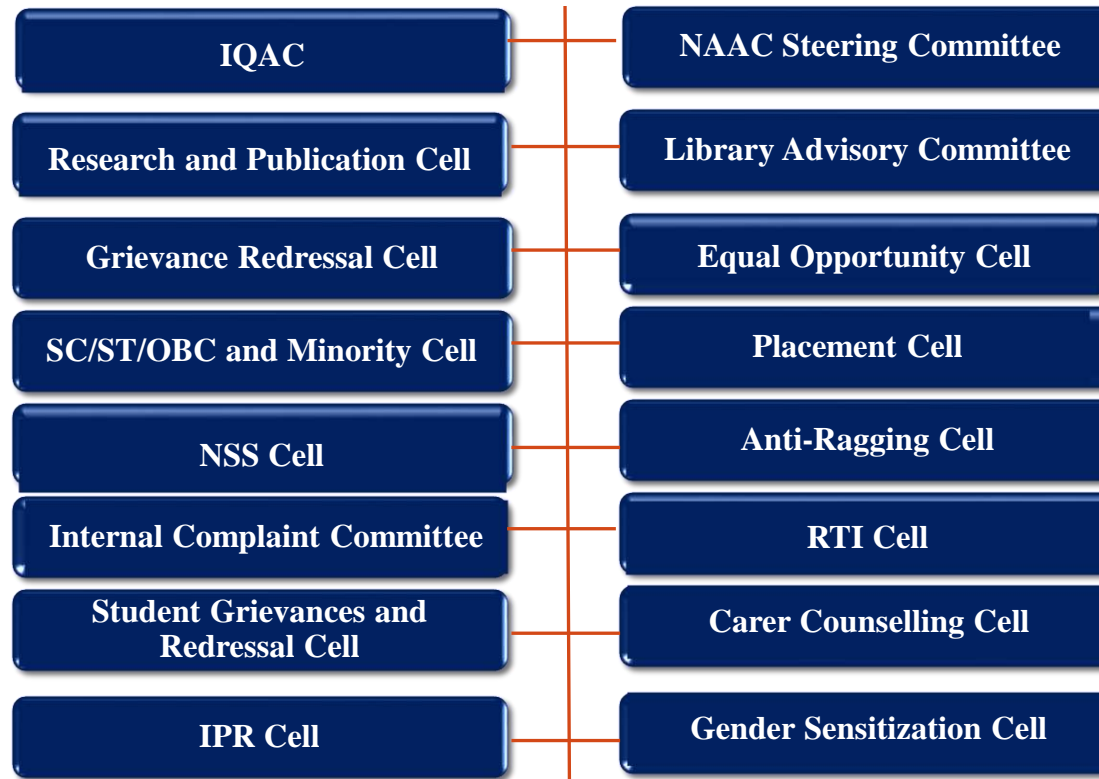 IQAC
NAAC Steering Committee
Research and Publication Cell
Library Advisory Committee
Grievance Redressal Cell
Equal Opportunity Cell
SC/ST/OBC and Minority Cell
Placement Cell
NSS Cell
Anti-Ragging Cell
Internal Complaint Committee
RTI Cell
Student Grievances and
Redressal Cell
Carer Counselling Cell
IPR Cell
Gender Sensitization Cell